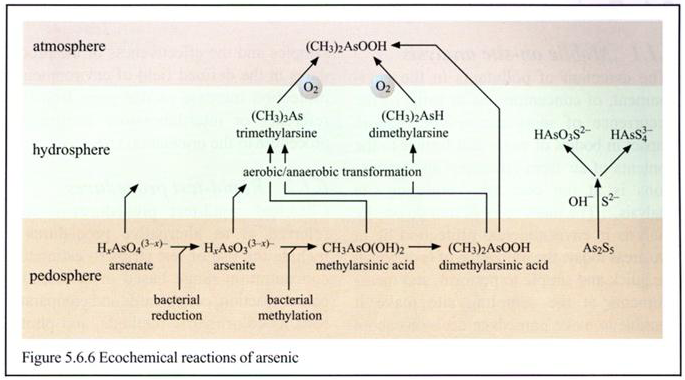 atmosphere
(CH₃)₂AsOOH
O₂ O₂
(CH₃)₃As (CH₃)₂AsH
trimethylarsine dimethylarsine
HAsO₃S²⁻ HAsS₄³⁻
hydrosphere
aerobic/anaerobic transformation
OH⁻ S²⁻
HₓAsO₄⁽³⁻ˣ⁾⁻ HₓAsO₃⁽³⁻ˣ⁾⁻ CH₃AsO(OH)₂ (CH₃)₂AsOOH As₂S₅
arsenate arsenite methylarsinic acid dimethylarsinic acid
pedosphere
bacterial bacterial
reduction methylation
Figure 5.6.6 Ecochemical reactions of arsenic